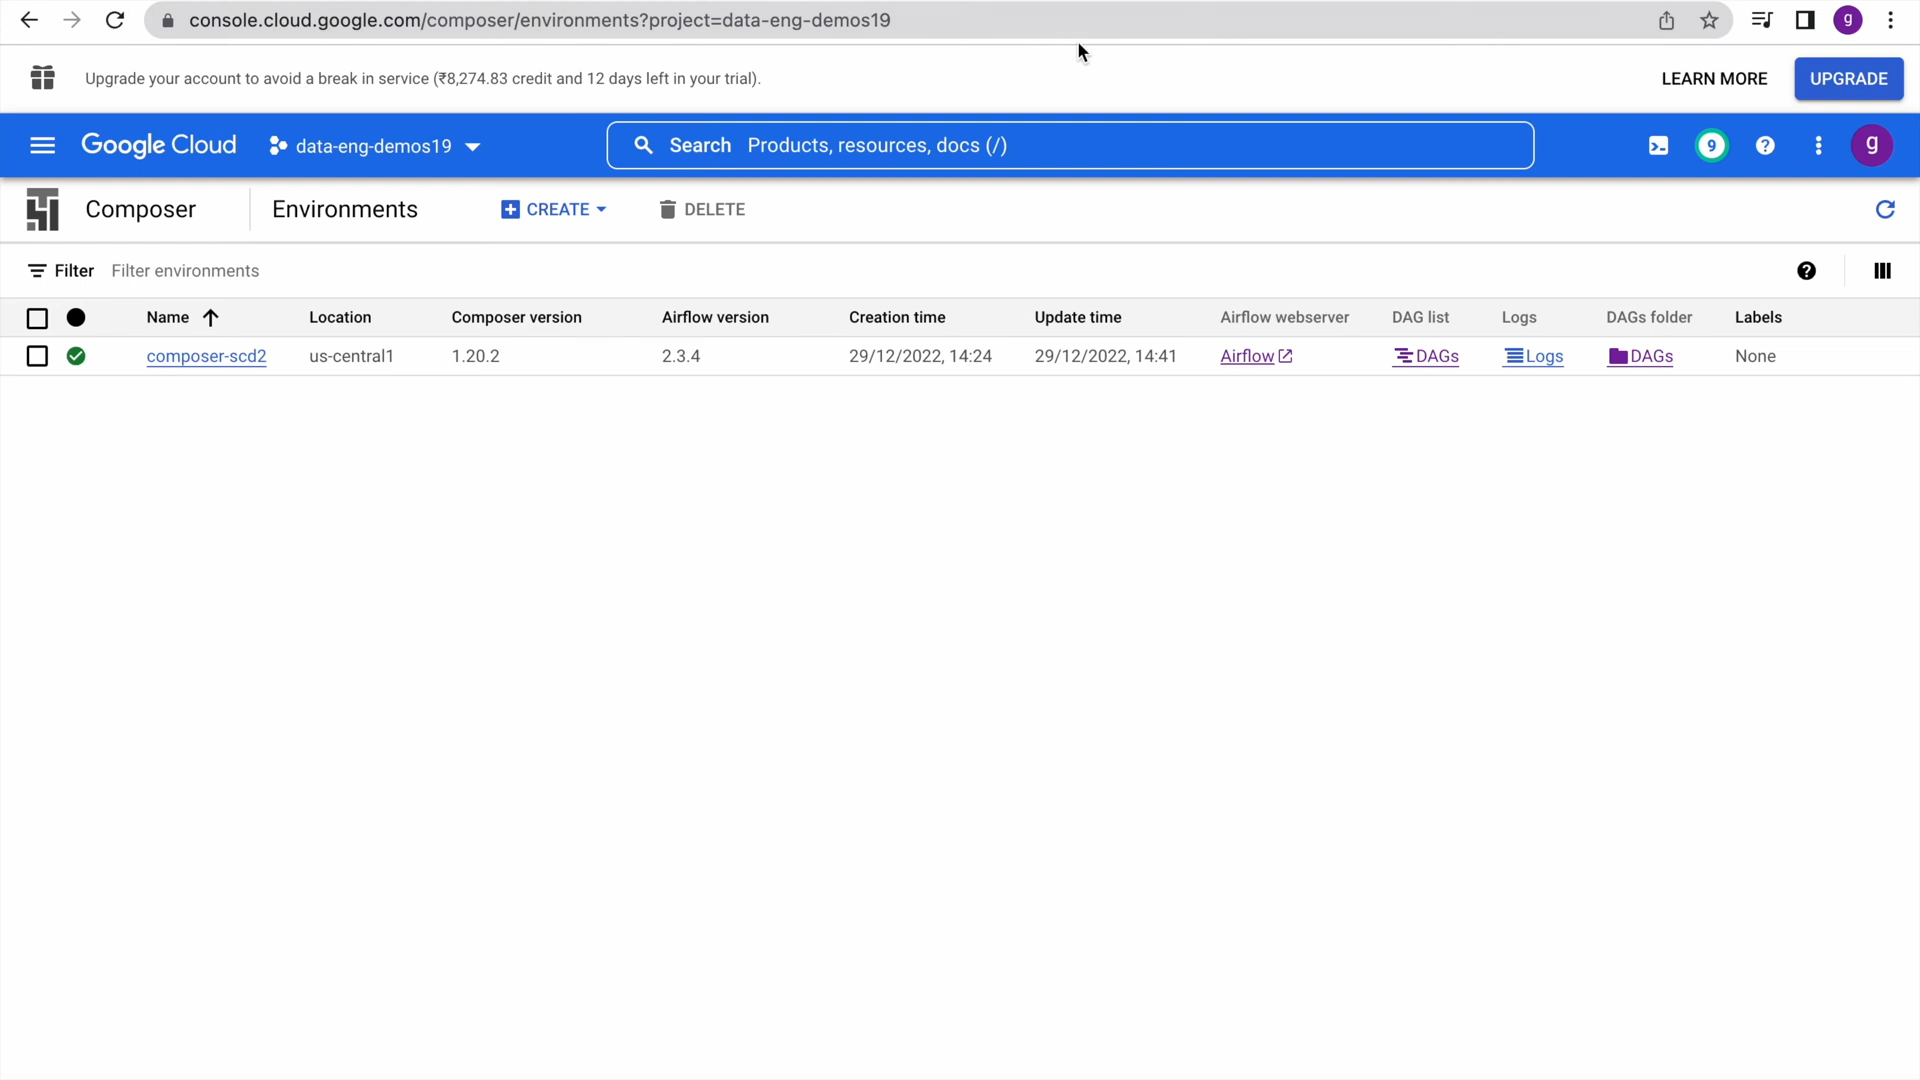 console.cloud.google.com/composer/environments?project=data-eng-demos19
g
Upgrade your account to avoid a break in service (₹8,274.83 credit and 12 days left in your trial).
LEARN MORE
UPGRADE
Google Cloud
data-eng-demos19
Search Products, resources, docs (/)
9
?
g
Composer
Environments
CREATE
DELETE
Filter Filter environments
?
Name Location Composer version Airflow version Creation time Update time Airflow webserver DAG list Logs DAGs folder Labels
composer-scd2 us-central1 1.20.2 2.3.4 29/12/2022, 14:24 29/12/2022, 14:41 Airflow DAGs Logs DAGs None